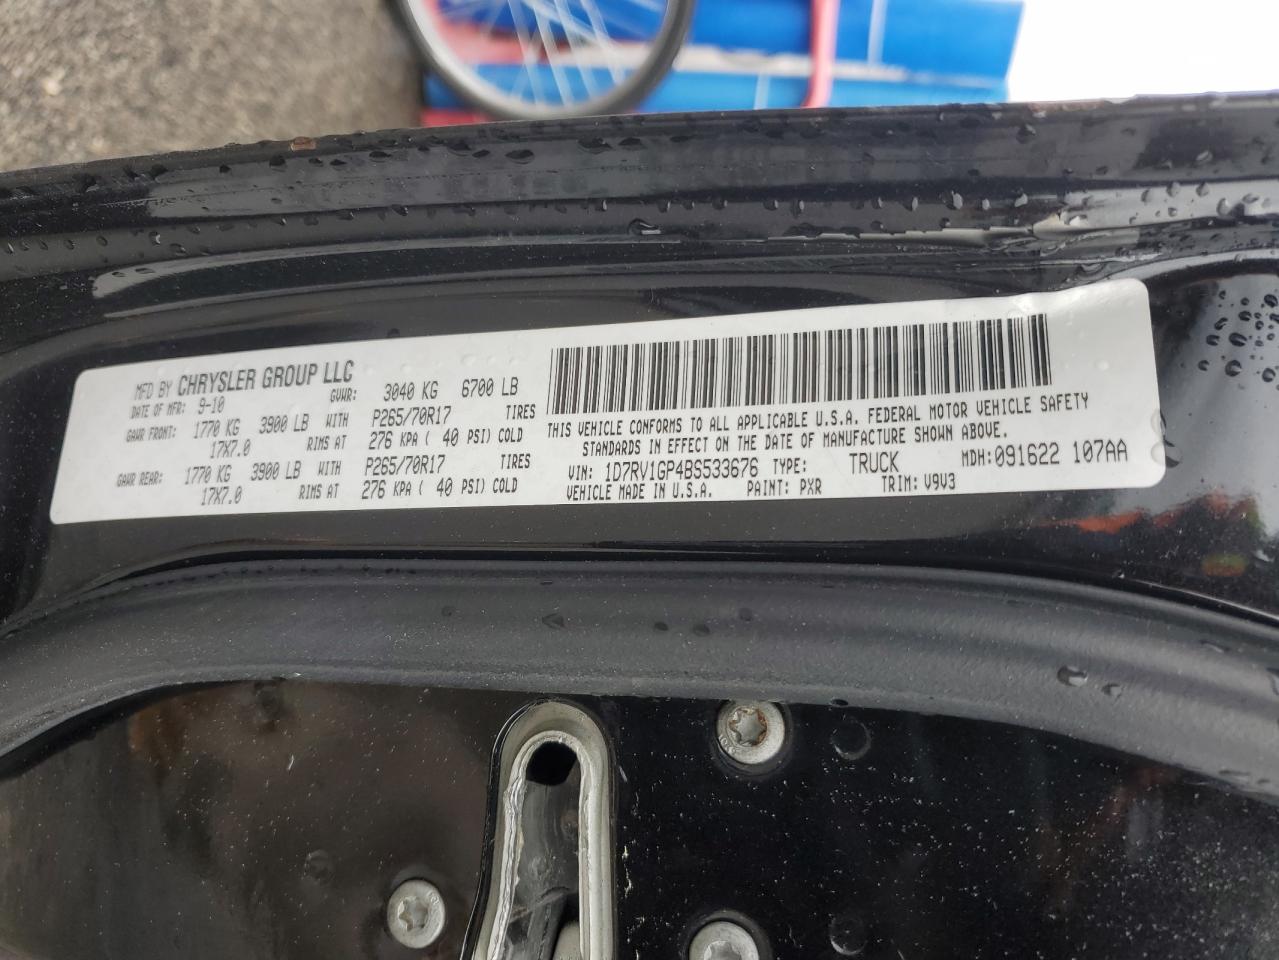 MFD BY CHRYSLER GROUP LLC
DATE OF MFR: 9-10 GVWR: 3040 KG 6700 LB
GAWR FRONT: 1770 KG 3900 LB WITH P265/70R17 TIRES
17X7.0 RIMS AT 276 KPA ( 40 PSI) COLD
GAWR REAR: 1770 KG 3900 LB WITH P265/70R17 TIRES
17X7.0 RIMS AT 276 KPA ( 40 PSI) COLD
THIS VEHICLE CONFORMS TO ALL APPLICABLE U.S.A. FEDERAL MOTOR VEHICLE SAFETY
STANDARDS IN EFFECT ON THE DATE OF MANUFACTURE SHOWN ABOVE.
VIN: 1D7RV1GP4BS533676 TYPE: TRUCK MDH:091622 107AA
VEHICLE MADE IN U.S.A. PAINT: PXR TRIM: V9V3